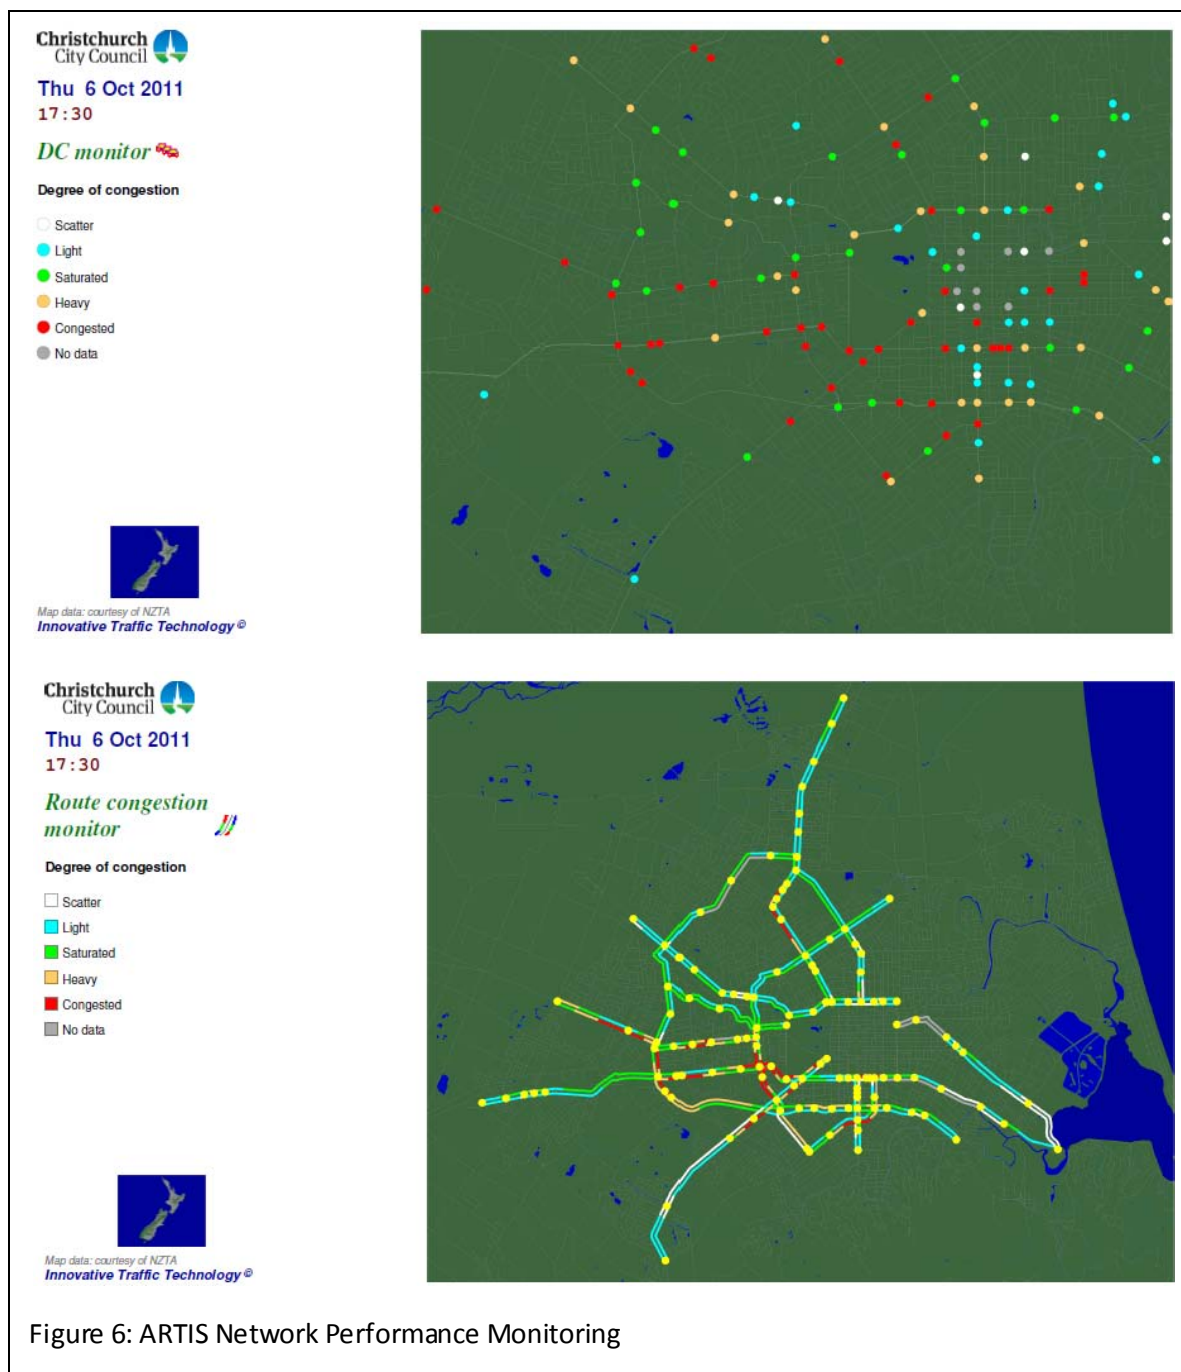 Christchurch
City Council
Thu 6 Oct 2011
17:30
DC monitor
Degree of congestion
Scatter
Light
Saturated
Heavy
Congested
No data
Map data: courtesy of NZTA
Innovative Traffic Technology ©
Christchurch
City Council
Thu 6 Oct 2011
17:30
Route congestion
monitor
Degree of congestion
Scatter
Light
Saturated
Heavy
Congested
No data
Map data: courtesy of NZTA
Innovative Traffic Technology ©
Figure 6: ARTIS Network Performance Monitoring